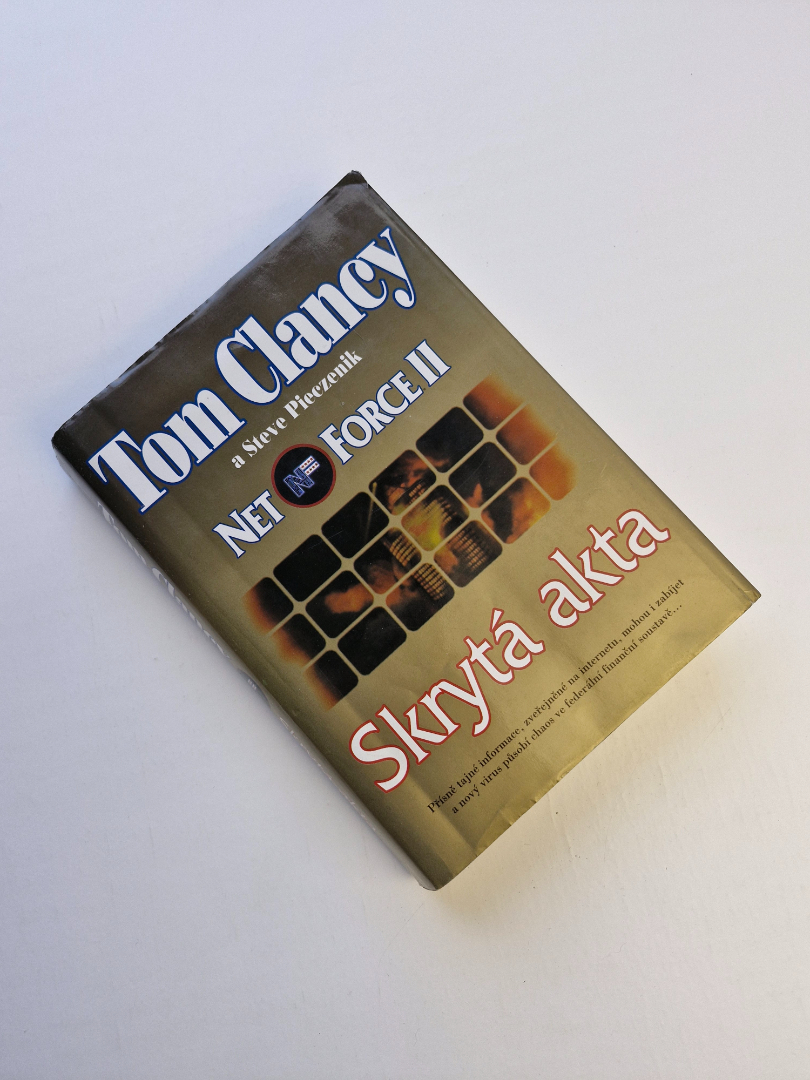 Tom Clancy
a Steve Pieczenik
NET NF FORCE II
Skrytá akta
Přísně tajné informace, zveřejněné na internetu, mohou i zabíjet
a nový virus působí chaos ve federální finanční soustavě...